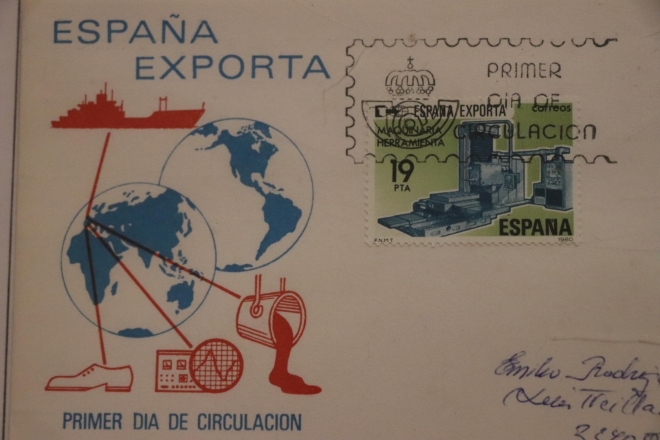 ESPAÑA
EXPORTA
PRIMER
DIA DE
CIRCULACION
ESPAÑA/EXPORTA
correos
MAQUINARIA
HERRAMIENTA
19
PTA
ESPAÑA
F.N.M.T.
1980
PRIMER DIA DE CIRCULACION
Emilio